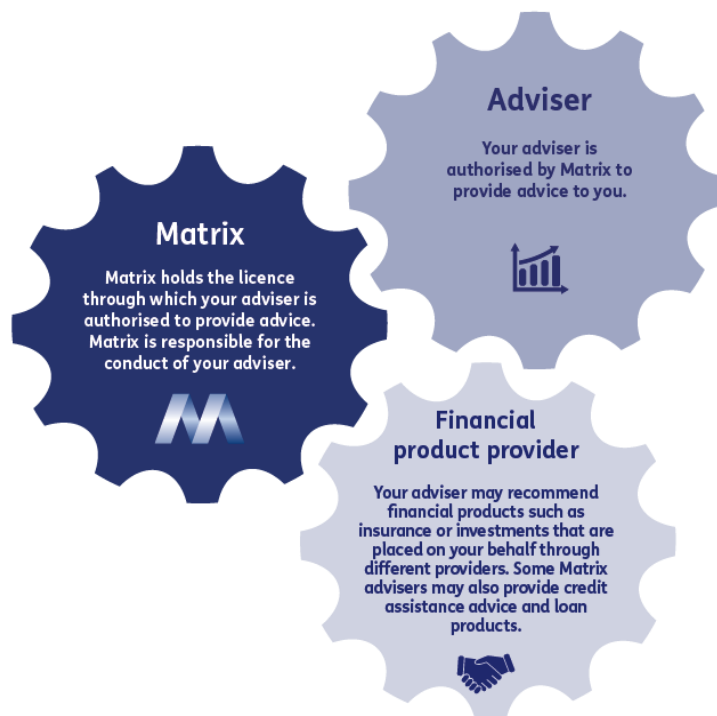 Adviser
Your adviser is
authorised by Matrix to
provide advice to you.
Matrix
Matrix holds the licence
through which your adviser is
authorised to provide advice.
Matrix is responsible for the
conduct of your adviser.
M
Financial
product provider
Your adviser may recommend
financial products such as
insurance or investments that are
placed on your behalf through
different providers. Some Matrix
advisers may also provide credit
assistance advice and loan
products.